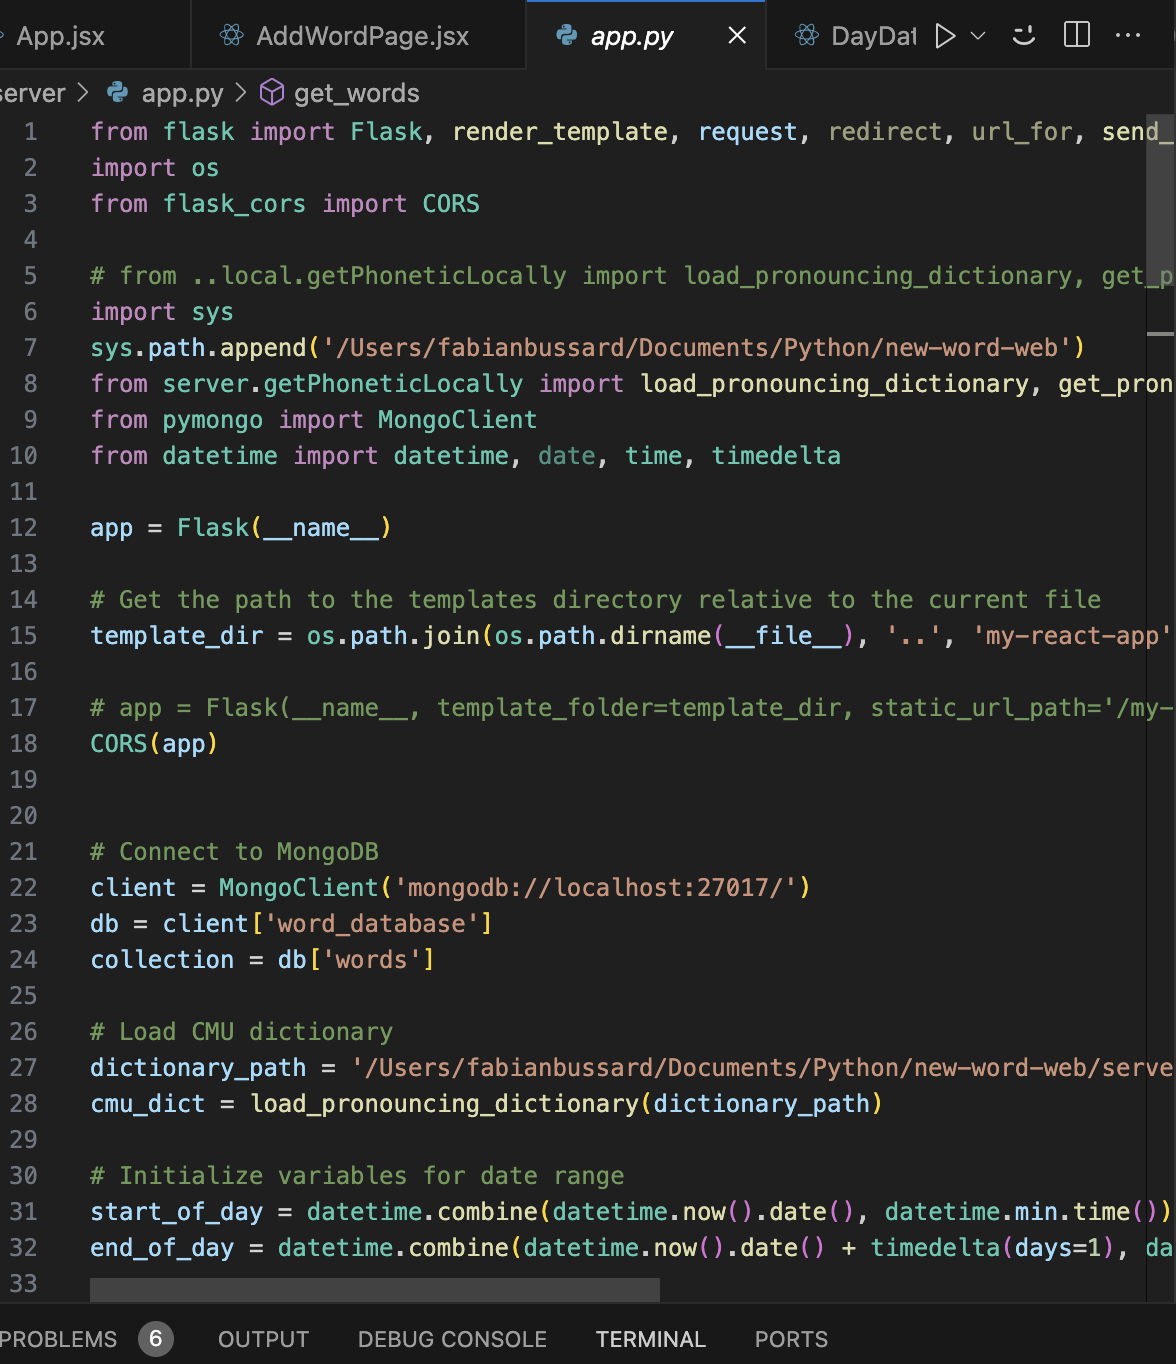 App.jsx AddWordPage.jsx app.py DayDat
server > app.py > get_words
1 from flask import Flask, render_template, request, redirect, url_for, send_
2 import os
3 from flask_cors import CORS
4
5 # from ..local.getPhoneticLocally import load_pronouncing_dictionary, get_p
6 import sys
7 sys.path.append('/Users/fabianbussard/Documents/Python/new-word-web')
8 from server.getPhoneticLocally import load_pronouncing_dictionary, get_pron
9 from pymongo import MongoClient
10 from datetime import datetime, date, time, timedelta
11
12 app = Flask(__name__)
13
14 # Get the path to the templates directory relative to the current file
15 template_dir = os.path.join(os.path.dirname(__file__), '..', 'my-react-app'
16
17 # app = Flask(__name__, template_folder=template_dir, static_url_path='/my-
18 CORS(app)
19
20
21 # Connect to MongoDB
22 client = MongoClient('mongodb://localhost:27017/')
23 db = client['word_database']
24 collection = db['words']
25
26 # Load CMU dictionary
27 dictionary_path = '/Users/fabianbussard/Documents/Python/new-word-web/serve
28 cmu_dict = load_pronouncing_dictionary(dictionary_path)
29
30 # Initialize variables for date range
31 start_of_day = datetime.combine(datetime.now().date(), datetime.min.time())
32 end_of_day = datetime.combine(datetime.now().date() + timedelta(days=1), da
33
PROBLEMS 6 OUTPUT DEBUG CONSOLE TERMINAL PORTS